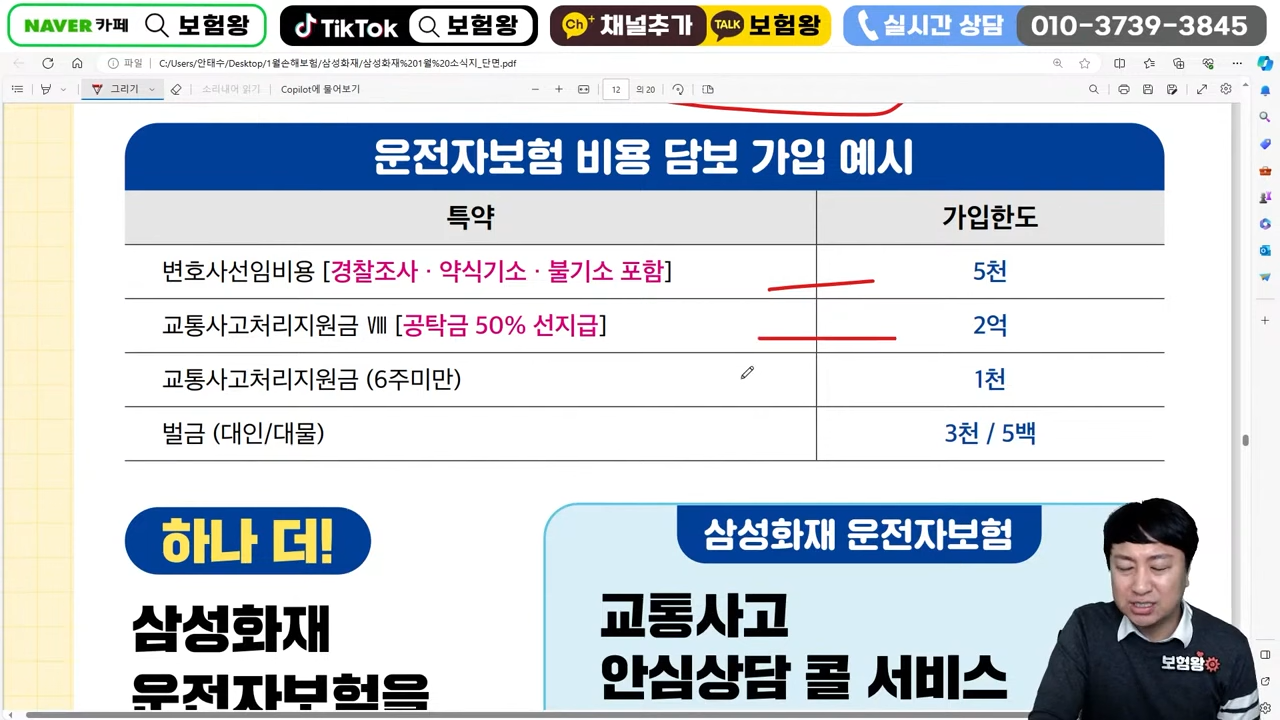 NAVER 카페 보험왕
TikTok 보험왕
Ch+ 채널추가 TALK 보험왕
실시간 상담 010-3739-3845
파일 C:/Users/안태수/Desktop/1월손해보험/삼성화재/삼성화재%201월%20소식지_단면.pdf
그리기 소리내어 읽기 Copilot에 물어보기 12 의 20
운전자보험 비용 담보 가입 예시
특약 가입한도
변호사선임비용 [경찰조사 · 약식기소 · 불기소 포함] 5천
교통사고처리지원금 Ⅷ [공탁금 50% 선지급] 2억
교통사고처리지원금 (6주미만) 1천
벌금 (대인/대물) 3천 / 5백
하나 더!
삼성화재
운전자보험을
삼성화재 운전자보험
교통사고
안심상담 콜 서비스
보험왕